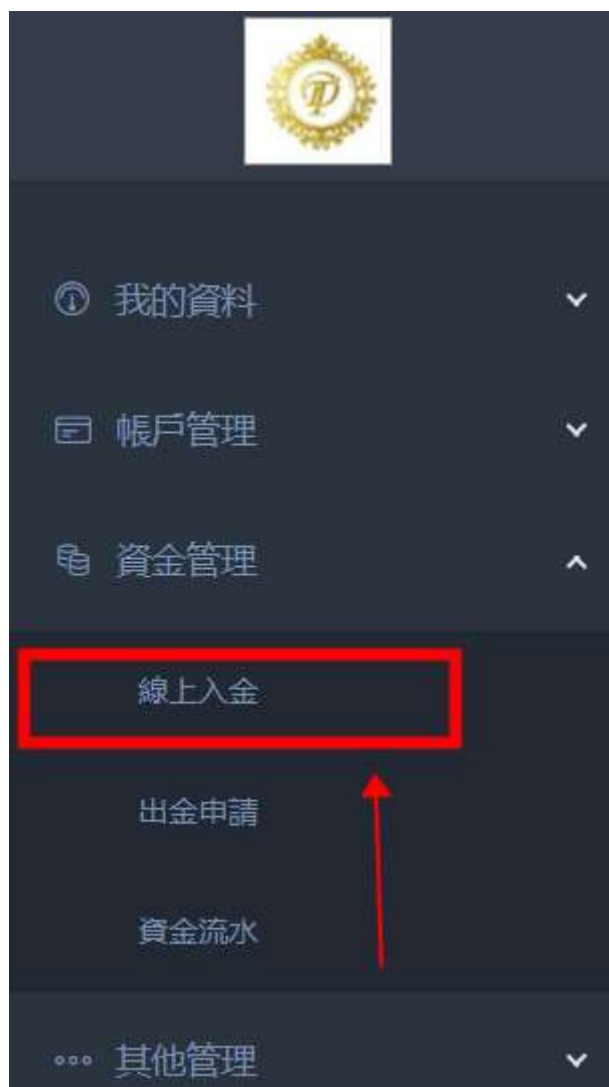 我的資料
帳戶管理
資金管理
線上入金
出金申請
資金流水
其他管理